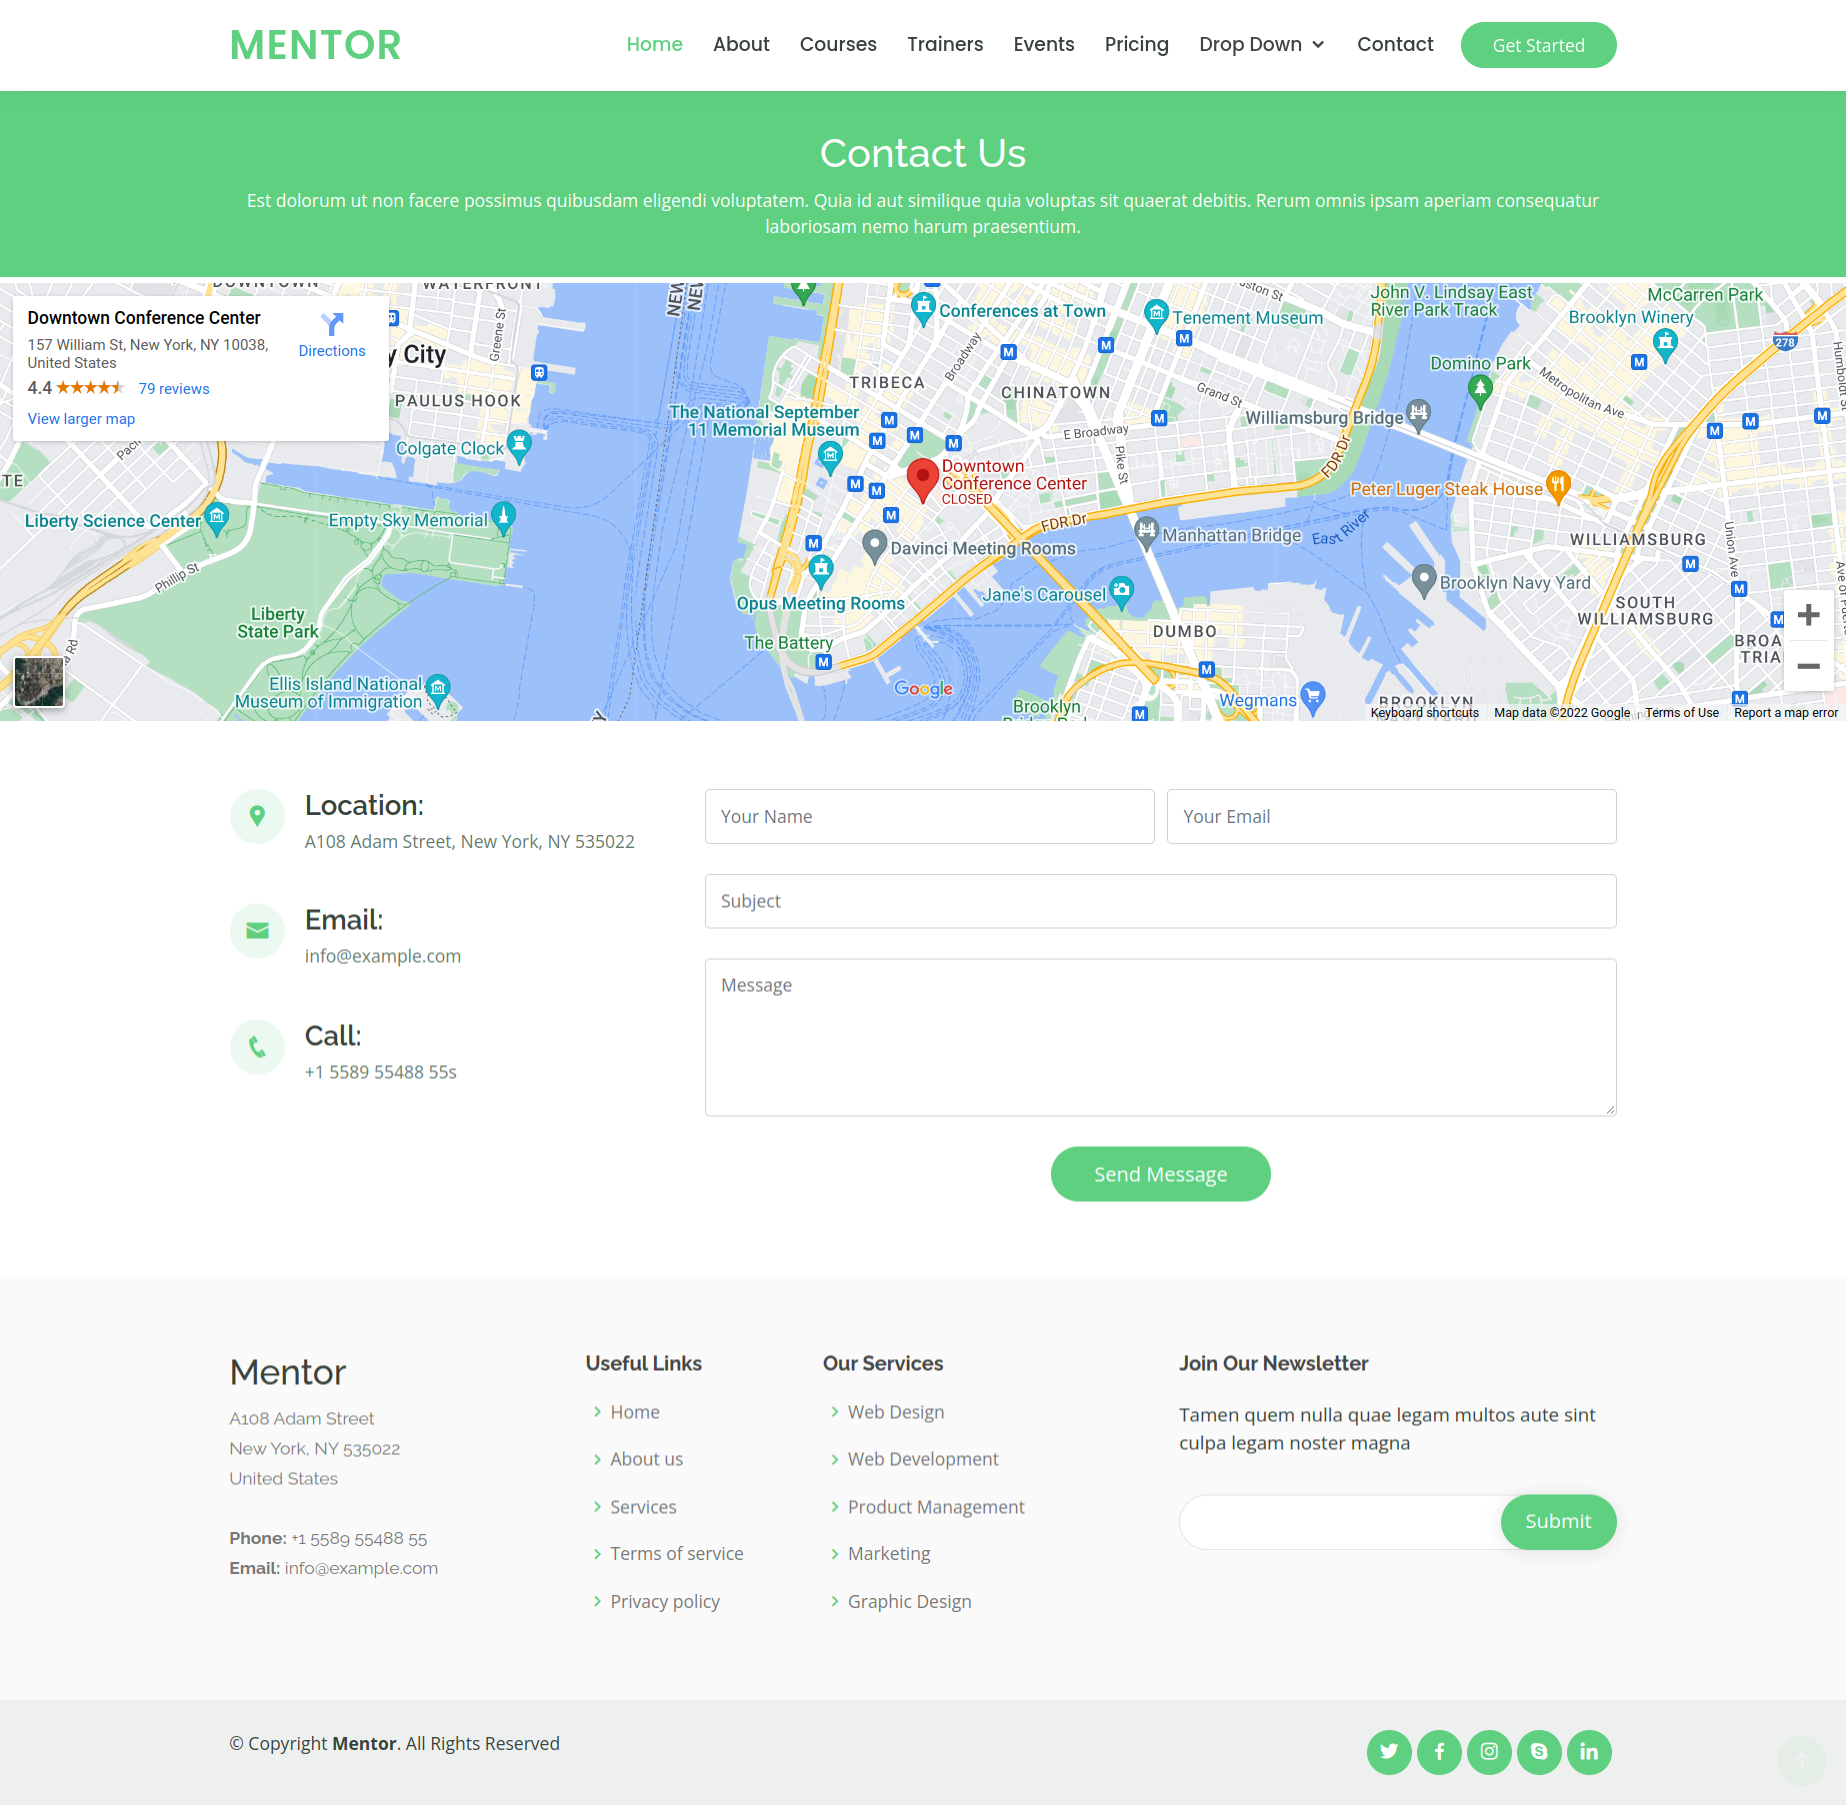 MENTOR
Home About Courses Trainers Events Pricing Drop Down Contact Get Started
Contact Us
Est dolorum ut non facere possimus quibusdam eligendi voluptatem. Quia id aut similique quia voluptas sit quaerat debitis. Rerum omnis ipsam aperiam consequatur
laboriosam nemo harum praesentium.
Downtown Conference Center
157 William St, New York, NY 10038,
United States
Directions
4.4 79 reviews
View larger map
DOWNTOWN
WATERFRONT
Greene St
y City
PAULUS HOOK
Colgate Clock
TE
Liberty Science Center
Empty Sky Memorial
Phillip St
Liberty
State Park
Ellis Island National
Museum of Immigration
NEW
NEW
Conferences at Town
Tenement Museum
TRIBECA
Broadway
CHINATOWN
Grand St
The National September
11 Memorial Museum
E Broadway
Pike St
Williamsburg Bridge
FDR Dr
Downtown
Conference Center
CLOSED
FDR Dr
Davinci Meeting Rooms
Manhattan Bridge
East River
Opus Meeting Rooms
Jane's Carousel
The Battery
DUMBO
Google
Brooklyn
Wegmans
BROOKLYN
John V. Lindsay East
River Park Track
McCarren Park
Brooklyn Winery
278
Domino Park
Metropolitan Ave
Humboldt St
Peter Luger Steak House
WILLIAMSBURG
Union Ave
Brooklyn Navy Yard
SOUTH
WILLIAMSBURG
BROA
TRIA
Keyboard shortcuts Map data ©2022 Google Terms of Use Report a map error
Location:
A108 Adam Street, New York, NY 535022
Email:
info@example.com
Call:
+1 5589 55488 55s
Your Name
Your Email
Subject
Message
Send Message
Mentor
A108 Adam Street
New York, NY 535022
United States
Phone: +1 5589 55488 55
Email: info@example.com
Useful Links
Home
About us
Services
Terms of service
Privacy policy
Our Services
Web Design
Web Development
Product Management
Marketing
Graphic Design
Join Our Newsletter
Tamen quem nulla quae legam multos aute sint
culpa legam noster magna
Submit
© Copyright Mentor. All Rights Reserved